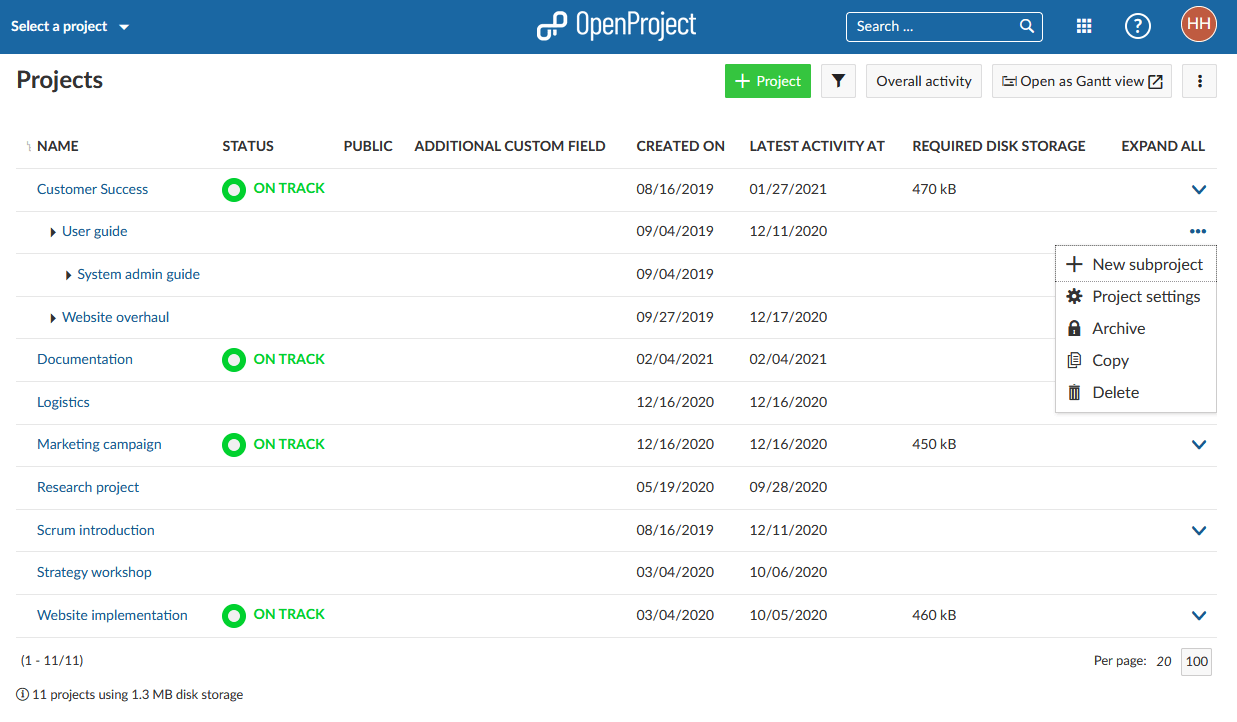 Select a project
OpenProject
Search ...
?
HH
Projects
+ Project
Overall activity
Open as Gantt view
NAME STATUS PUBLIC ADDITIONAL CUSTOM FIELD CREATED ON LATEST ACTIVITY AT REQUIRED DISK STORAGE EXPAND ALL
Customer Success ON TRACK 08/16/2019 01/27/2021 470 kB
User guide 09/04/2019 12/11/2020
System admin guide 09/04/2019
Website overhaul 09/27/2019 12/17/2020
Documentation ON TRACK 02/04/2021 02/04/2021
Logistics 12/16/2020 12/16/2020
Marketing campaign ON TRACK 12/16/2020 12/16/2020 450 kB
Research project 05/19/2020 09/28/2020
Scrum introduction 08/16/2019 12/11/2020
Strategy workshop 03/04/2020 10/06/2020
Website implementation ON TRACK 03/04/2020 10/05/2020 460 kB
New subproject
Project settings
Archive
Copy
Delete
(1 - 11/11)
Per page: 20 100
11 projects using 1.3 MB disk storage